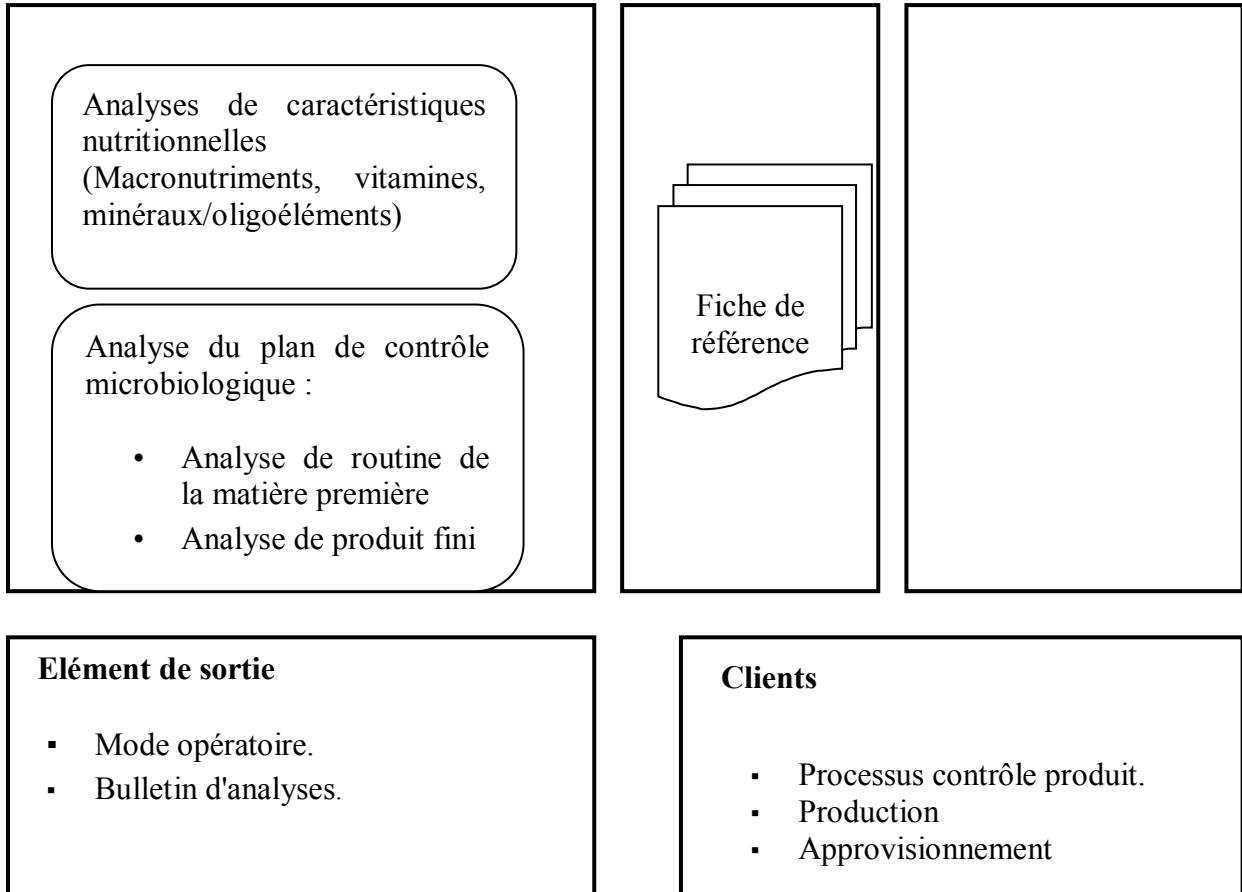 Analyses de caractéristiques
nutritionnelles
(Macronutriments, vitamines,
minéraux/oligoéléments)
Analyse du plan de contrôle
microbiologique :
• Analyse de routine de
la matière première
• Analyse de produit fini
Fiche de
référence
Elément de sortie
▪ Mode opératoire.
▪ Bulletin d'analyses.
Clients
▪ Processus contrôle produit.
▪ Production
▪ Approvisionnement